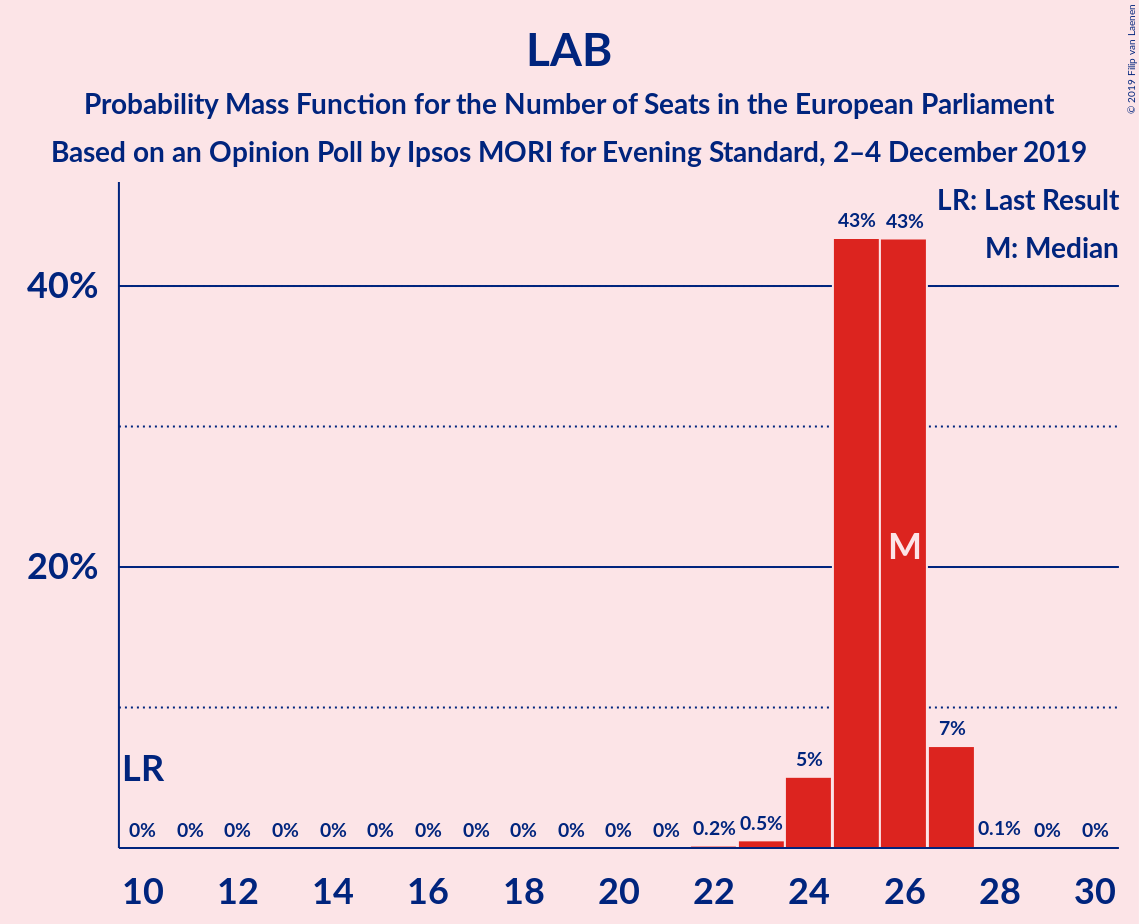 LAB
Probability Mass Function for the Number of Seats in the European Parliament
Based on an Opinion Poll by Ipsos MORI for Evening Standard, 2–4 December 2019
© 2019 Filip van Laenen
LR: Last Result
M: Median
43% 43%
40%
M
20%
7%
5%
LR
0% 0% 0% 0% 0% 0% 0% 0% 0% 0% 0% 0% 0.2% 0.5% 0.1% 0% 0%
10 12 14 16 18 20 22 24 26 28 30